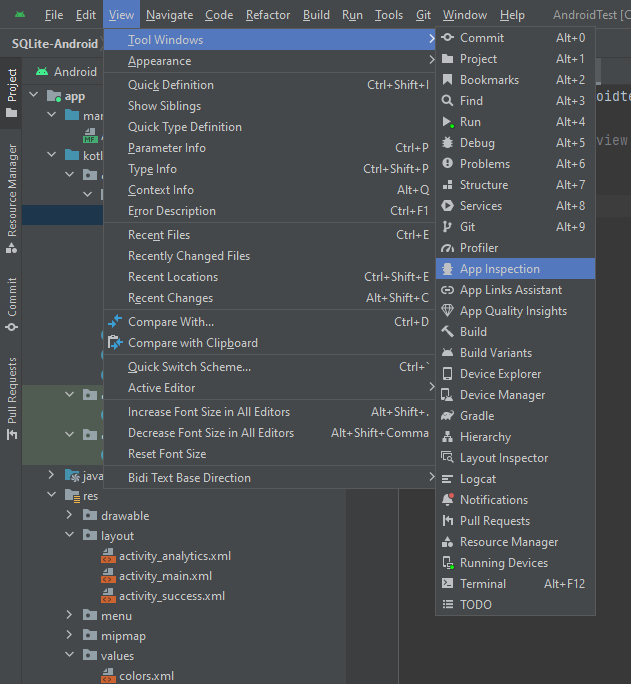 File Edit View Navigate Code Refactor Build Run Tools Git Window Help AndroidTest [C
SQLite-Android
Project
Resource Manager
Commit
Pull Requests
Android
app
man
MF
kotl
java
res
drawable
layout
activity_analytics.xml
activity_main.xml
activity_success.xml
menu
mipmap
values
colors.xml
Tool Windows
Appearance
Quick Definition Ctrl+Shift+I
Show Siblings
Quick Type Definition
Parameter Info Ctrl+P
Type Info Ctrl+Shift+P
Context Info Alt+Q
Error Description Ctrl+F1
Recent Files Ctrl+E
Recently Changed Files
Recent Locations Ctrl+Shift+E
Recent Changes Alt+Shift+C
Compare With... Ctrl+D
Compare with Clipboard
Quick Switch Scheme... Ctrl+`
Active Editor
Increase Font Size in All Editors Alt+Shift+.
Decrease Font Size in All Editors Alt+Shift+Comma
Reset Font Size
Bidi Text Base Direction
Commit Alt+0
Project Alt+1
Bookmarks Alt+2
Find Alt+3
Run Alt+4
Debug Alt+5
Problems Alt+6
Structure Alt+7
Services Alt+8
Git Alt+9
Profiler
App Inspection
App Links Assistant
App Quality Insights
Build
Build Variants
Device Explorer
Device Manager
Gradle
Hierarchy
Layout Inspector
Logcat
Notifications
Pull Requests
Resource Manager
Running Devices
Terminal Alt+F12
TODO
oidte
view